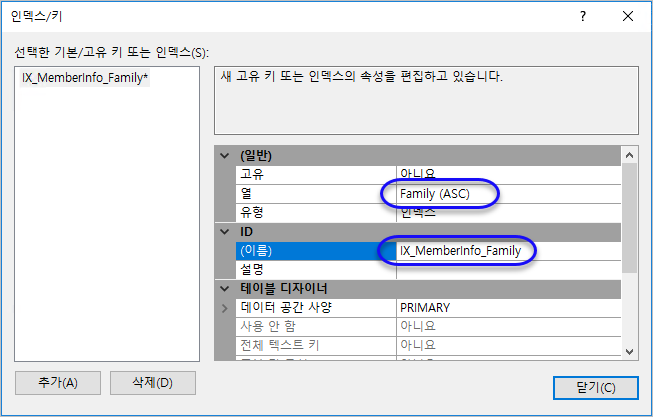 인덱스/키
선택한 기본/고유 키 또는 인덱스(S):
IX_MemberInfo_Family*
새 고유 키 또는 인덱스의 속성을 편집하고 있습니다.
(일반)
고유 아니요
열 Family (ASC)
유형 인덱스
ID
(이름) IX_MemberInfo_Family
설명
테이블 디자이너
데이터 공간 사양 PRIMARY
사용 안 함 아니요
전체 텍스트 키 아니요
추가(A) 삭제(D)
닫기(C)